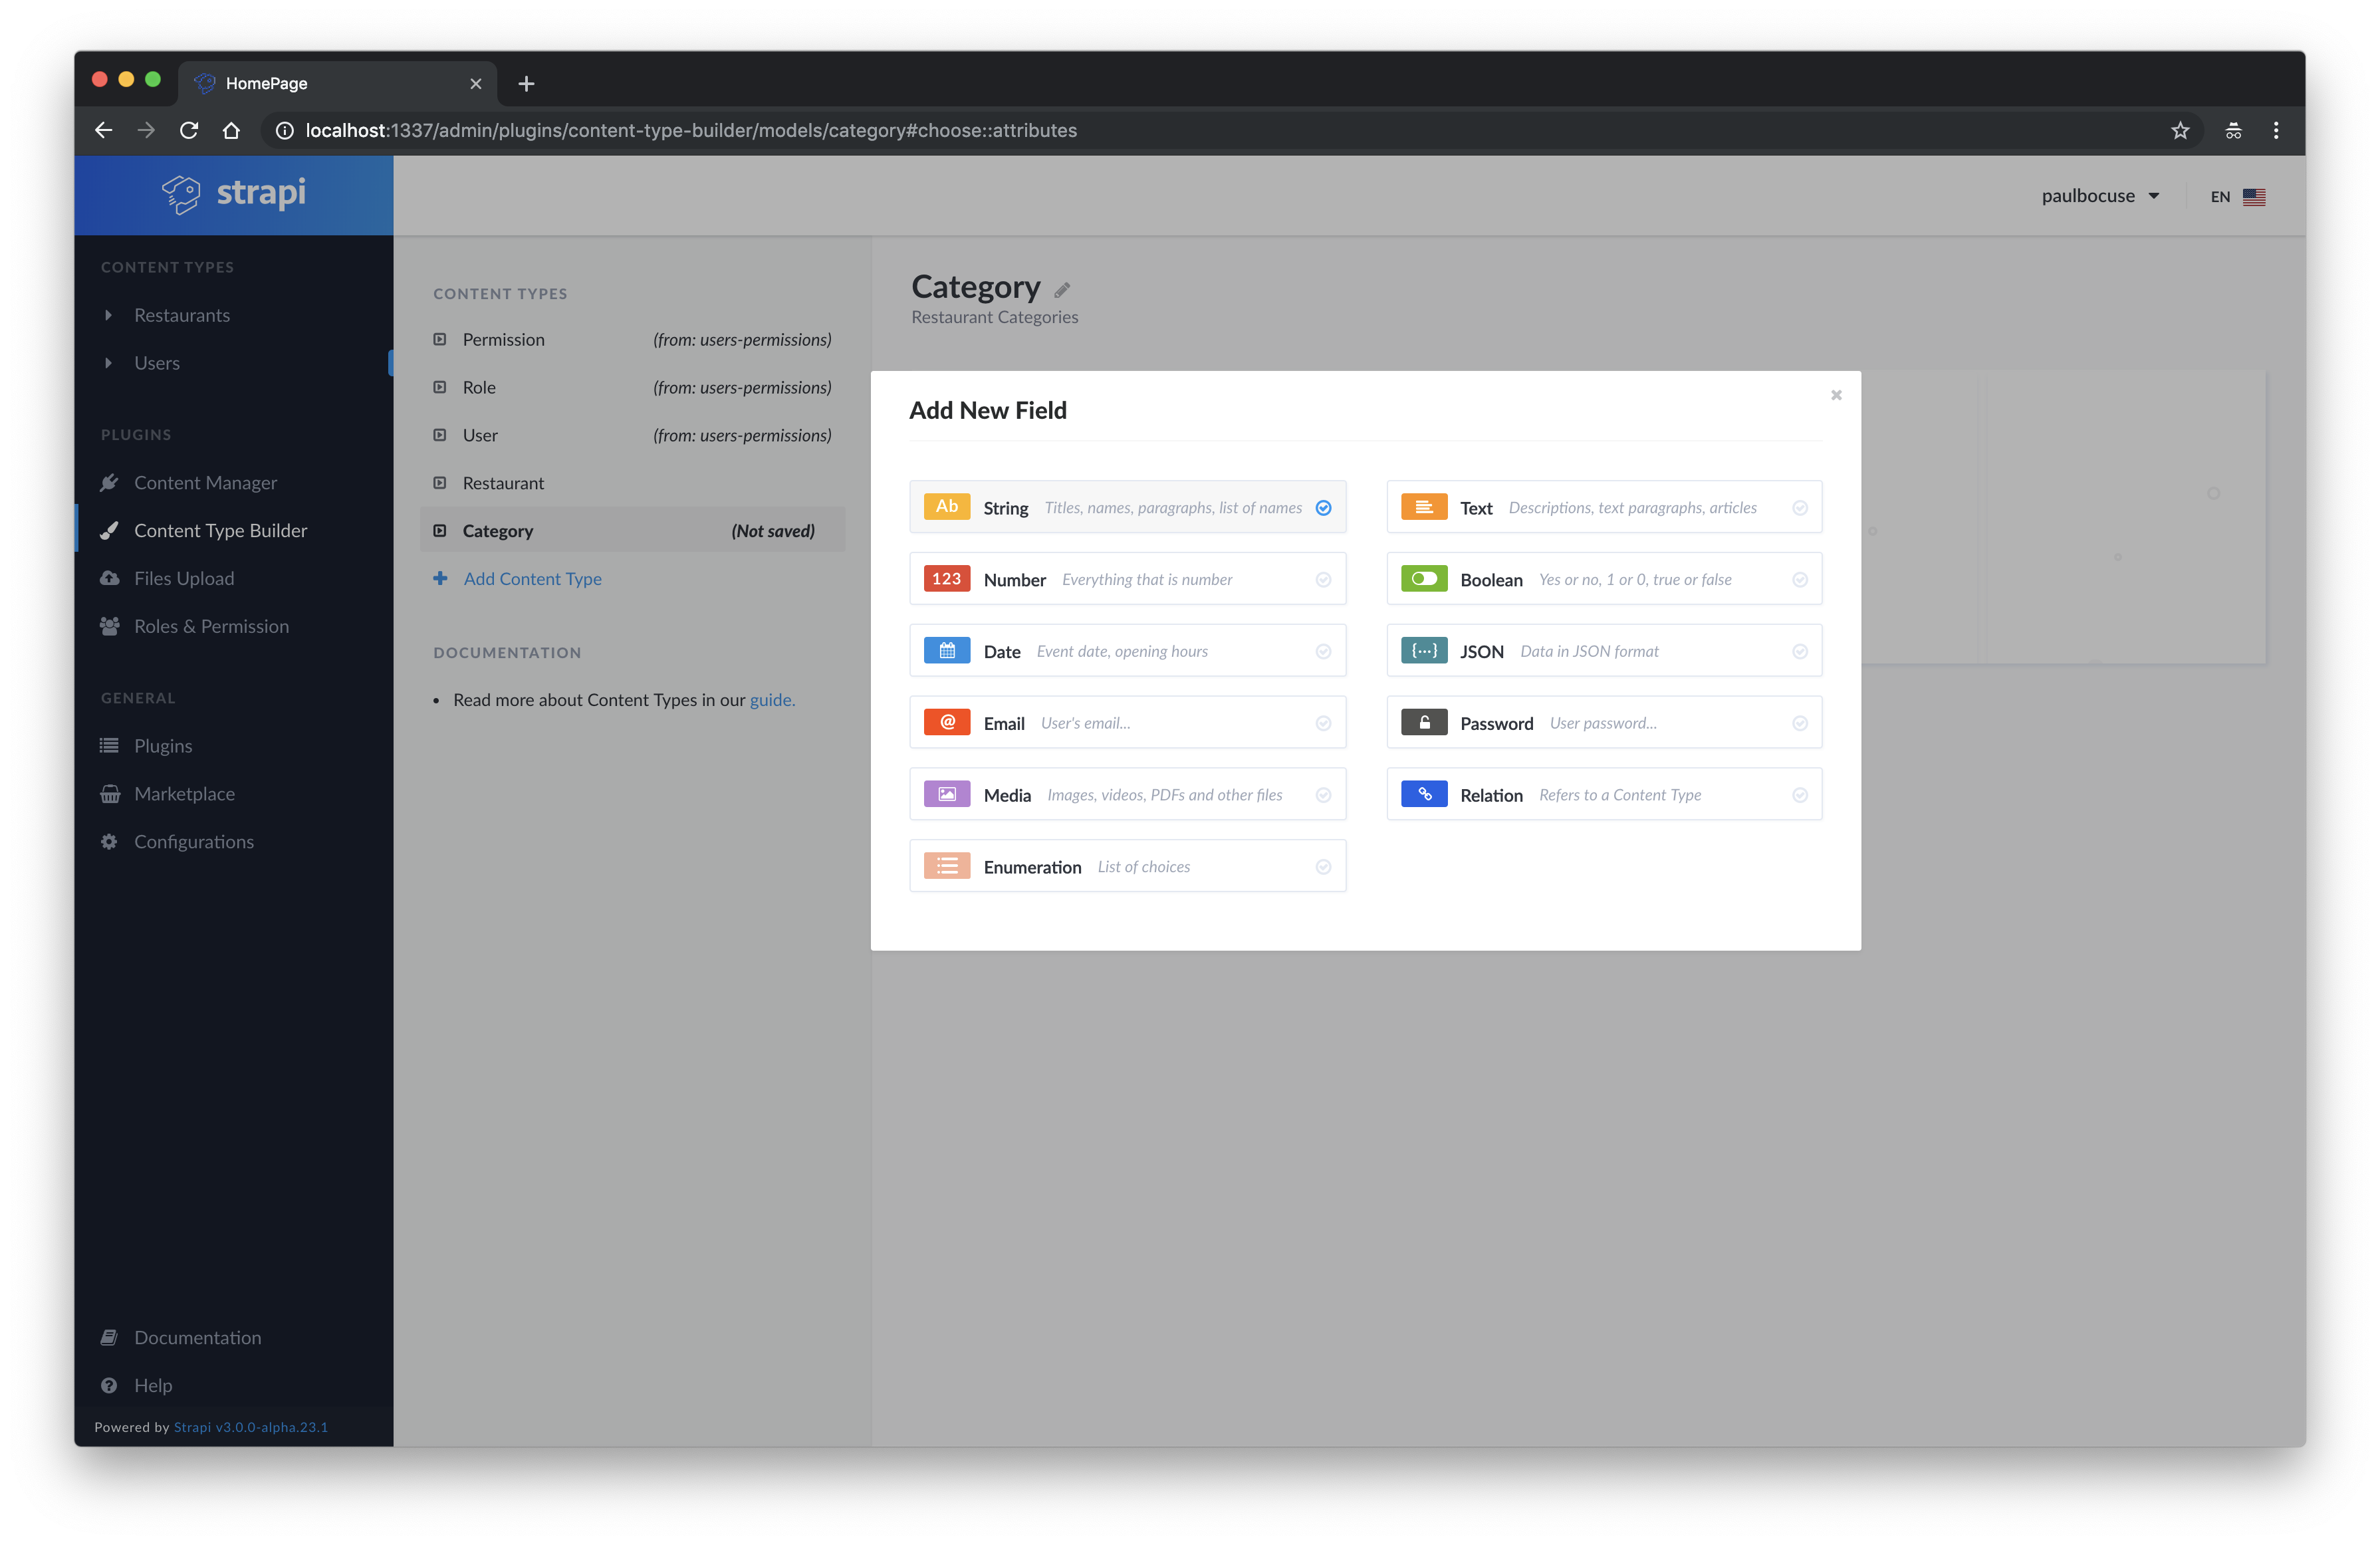 HomePage
localhost:1337/admin/plugins/content-type-builder/models/category#choose::attributes
strapi
paulbocuse
EN
CONTENT TYPES
Restaurants
Users
PLUGINS
Content Manager
Content Type Builder
Files Upload
Roles & Permission
GENERAL
Plugins
Marketplace
Configurations
Documentation
Help
Powered by Strapi v3.0.0-alpha.23.1
CONTENT TYPES
Permission (from: users-permissions)
Role (from: users-permissions)
User (from: users-permissions)
Restaurant
Category (Not saved)
Add Content Type
DOCUMENTATION
Read more about Content Types in our guide.
Category
Restaurant Categories
Add New Field
Ab String Titles, names, paragraphs, list of names
Text Descriptions, text paragraphs, articles
123 Number Everything that is number
Boolean Yes or no, 1 or 0, true or false
Date Event date, opening hours
{...} JSON Data in JSON format
@ Email User's email...
Password User password...
Media Images, videos, PDFs and other files
Relation Refers to a Content Type
Enumeration List of choices